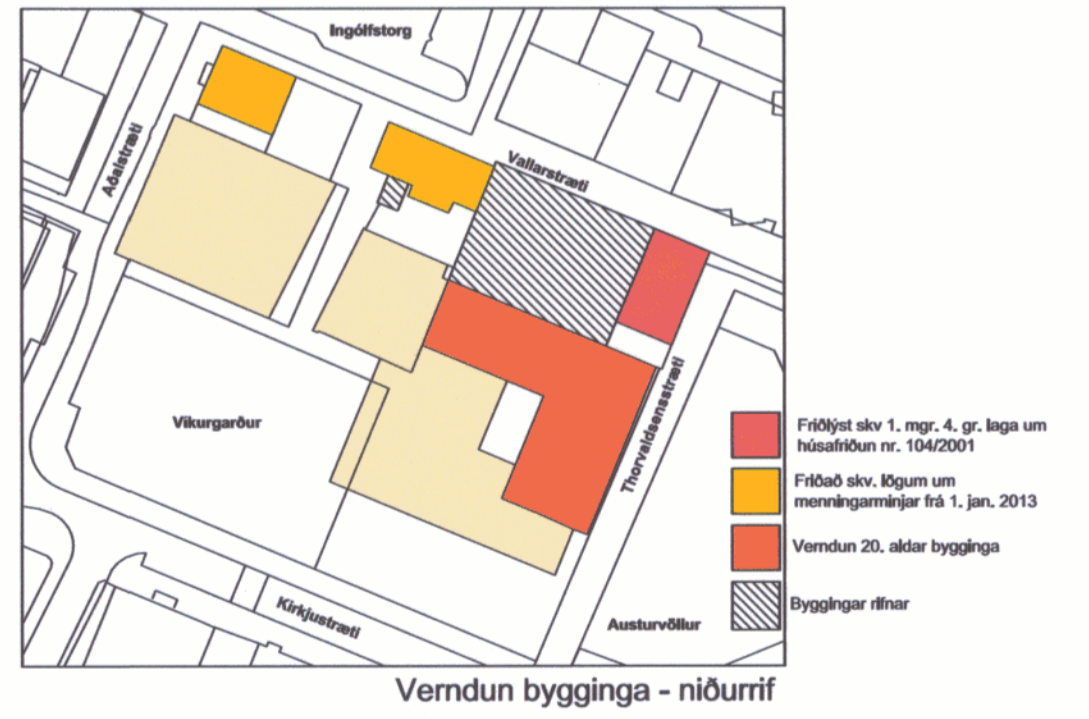 Ingólfstorg
Aðalstræti
Vallarstræti
Thorvaldsensstræti
Víkurgarður
Kirkjustræti
Austurvöllur
Friðlýst skv 1. mgr. 4. gr. laga um
húsafriðun nr. 104/2001
Friðað skv. lögum um
menningarminjar frá 1. jan. 2013
Verndun 20. aldar bygginga
Byggingar rifnar
Verndun bygginga - niðurrif